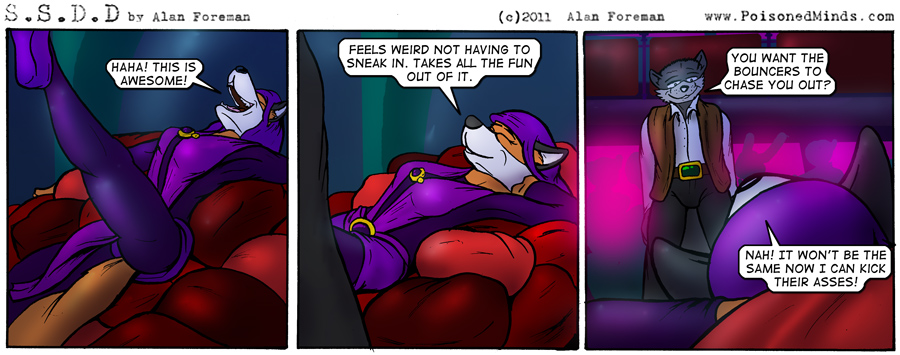 S.S.D.D by Alan Foreman (c)2011 Alan Foreman www.PoisonedMinds.com
HAHA! THIS IS
AWESOME!
FEELS WEIRD NOT HAVING TO
SNEAK IN. TAKES ALL THE FUN
OUT OF IT.
YOU WANT THE
BOUNCERS TO
CHASE YOU OUT?
NAH! IT WON'T BE THE
SAME NOW I CAN KICK
THEIR ASSES!